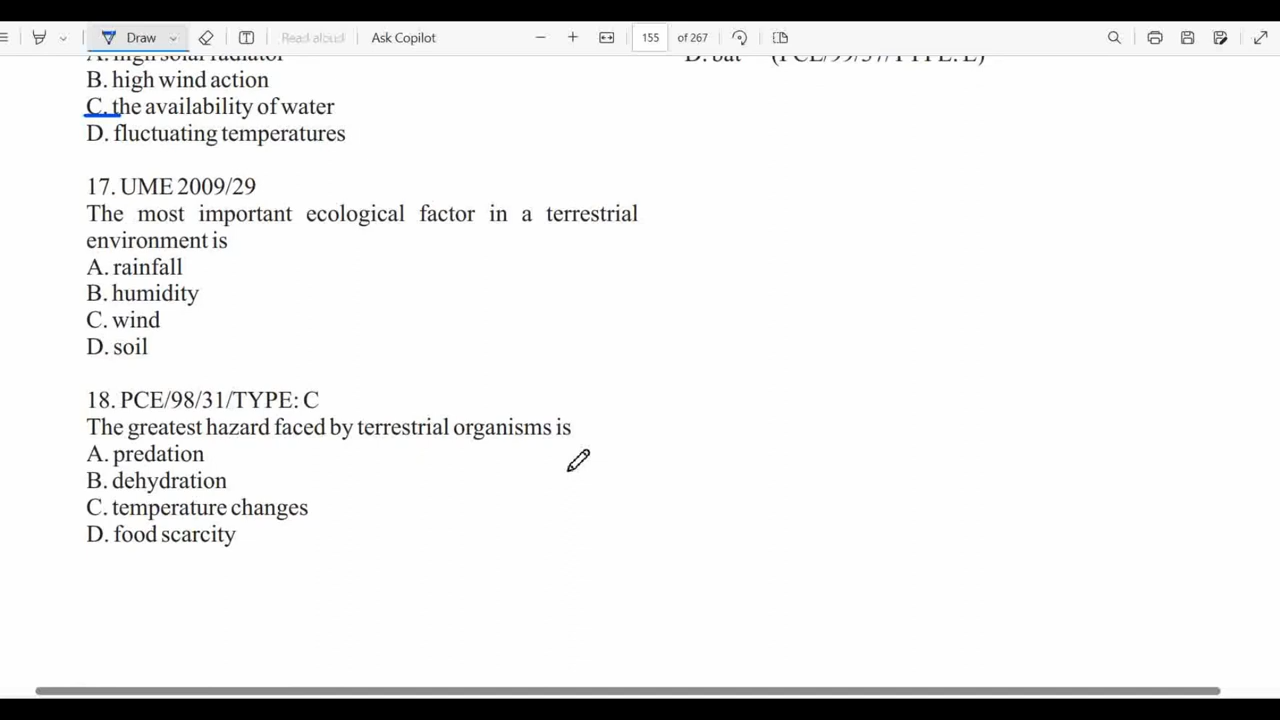 Draw
Read aloud
Ask Copilot
155 of 267
B. high wind action
C. the availability of water
D. fluctuating temperatures
17. UME 2009/29
The most important ecological factor in a terrestrial
environment is
A. rainfall
B. humidity
C. wind
D. soil
18. PCE/98/31/TYPE: C
The greatest hazard faced by terrestrial organisms is
A. predation
B. dehydration
C. temperature changes
D. food scarcity